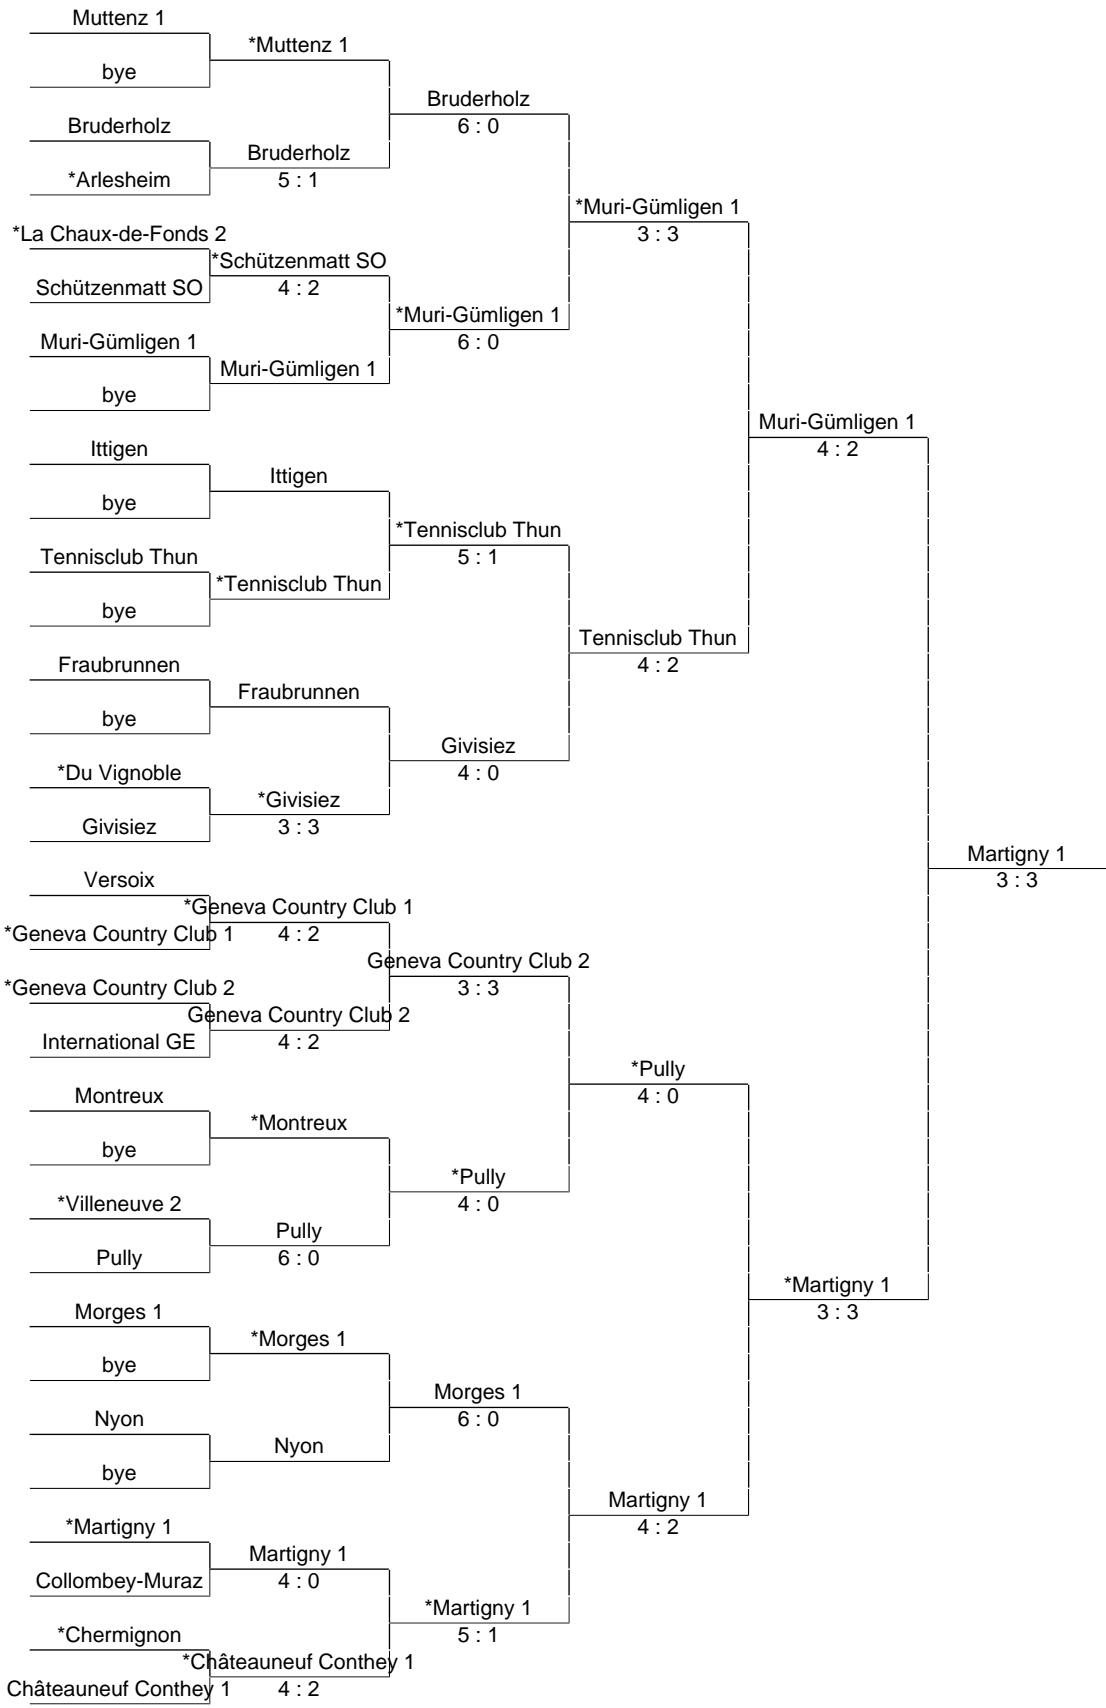 Muttenz 1
*Muttenz 1
bye
Bruderholz
6 : 0
Bruderholz
Bruderholz
5 : 1
*Arlesheim
*Muri-Gümligen 1
3 : 3
*La Chaux-de-Fonds 2
*Schützenmatt SO
4 : 2
Schützenmatt SO
*Muri-Gümligen 1
6 : 0
Muri-Gümligen 1
Muri-Gümligen 1
bye
Muri-Gümligen 1
4 : 2
Ittigen
Ittigen
bye
*Tennisclub Thun
5 : 1
Tennisclub Thun
*Tennisclub Thun
bye
Tennisclub Thun
4 : 2
Fraubrunnen
Fraubrunnen
bye
Givisiez
4 : 0
*Du Vignoble
*Givisiez
3 : 3
Givisiez
Martigny 1
3 : 3
Versoix
*Geneva Country Club 1
4 : 2
*Geneva Country Club 1
Geneva Country Club 2
3 : 3
*Geneva Country Club 2
Geneva Country Club 2
4 : 2
International GE
*Pully
4 : 0
Montreux
*Montreux
bye
*Pully
4 : 0
*Villeneuve 2
Pully
6 : 0
Pully
*Martigny 1
3 : 3
Morges 1
*Morges 1
bye
Morges 1
6 : 0
Nyon
Nyon
bye
Martigny 1
4 : 2
*Martigny 1
Martigny 1
4 : 0
Collombey-Muraz
*Martigny 1
5 : 1
*Chermignon
*Châteauneuf Conthey 1
4 : 2
Châteauneuf Conthey 1